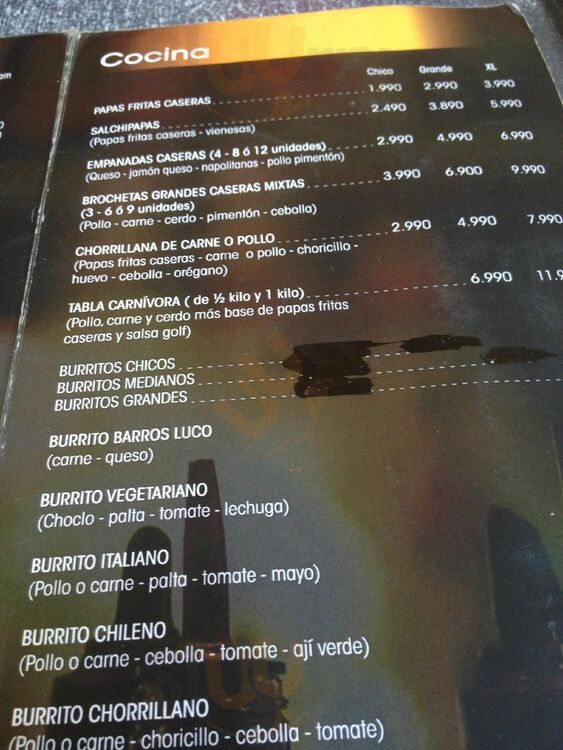 Cocina
Chico Grande XL
PAPAS FRITAS CASERAS 1.990 2.990 3.990
SALCHIPAPAS 2.490 3.890 5.990
(Papas fritas caseras - vienesas)
EMPANADAS CASERAS (4 - 8 ó 12 unidades) 2.990 4.990 6.990
(Queso - jamón queso - napolitanas - pollo pimentón)
BROCHETAS GRANDES CASERAS MIXTAS 3.990 6.900 9.990
(3 - 6 ó 9 unidades)
(Pollo - carne - cerdo - pimentón - cebolla)
CHORRILLANA DE CARNE O POLLO 2.990 4.990 7.990
(Papas fritas caseras - carne o pollo - choricillo -
huevo - cebolla - orégano)
TABLA CARNÍVORA ( de ½ kilo y 1 kilo) 6.990 11.9
(Pollo, carne y cerdo más base de papas fritas
caseras y salsa golf)
BURRITOS CHICOS
BURRITOS MEDIANOS
BURRITOS GRANDES
BURRITO BARROS LUCO
(carne - queso)
BURRITO VEGETARIANO
(Choclo - palta - tomate - lechuga)
BURRITO ITALIANO
(Pollo o carne - palta - tomate - mayo)
BURRITO CHILENO
(Pollo o carne - cebolla - tomate - ají verde)
BURRITO CHORRILLANO
(Pollo o carne - choricillo - cebolla - tomate)